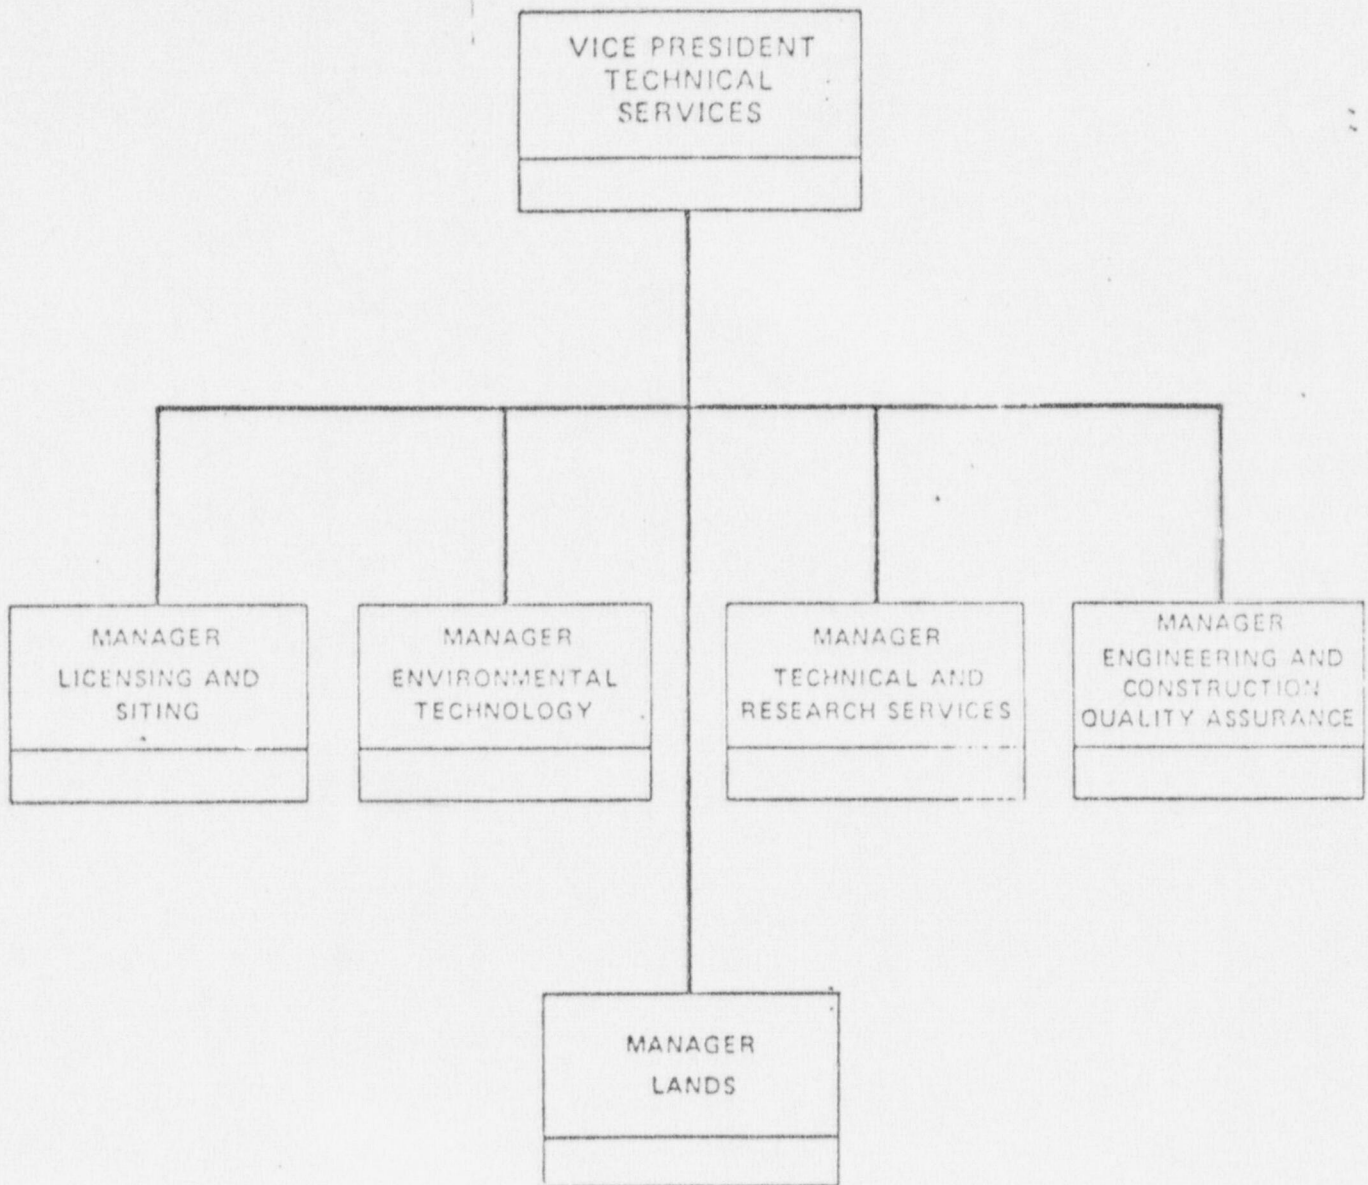 VICE PRESIDENT
TECHNICAL
SERVICES
MANAGER
LICENSING AND
SITING
MANAGER
ENVIRONMENTAL
TECHNOLOGY
MANAGER
TECHNICAL AND
RESEARCH SERVICES
MANAGER
ENGINEERING AND
CONSTRUCTION
QUALITY ASSURANCE
MANAGER
LANDS